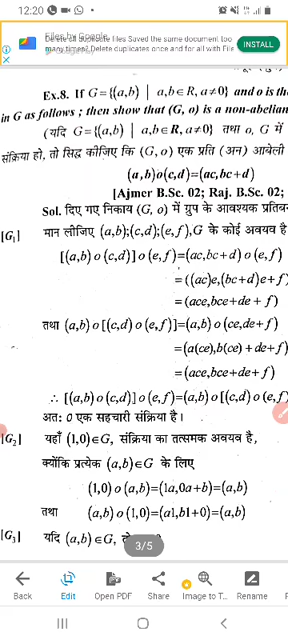 12:20
Files by Google
Delete all duplicate files Saved the same document too
many times? Delete duplicates once and for all with File
INSTALL
Ex.8. If G={(a,b) | a,b∈R, a≠0} and o is the
in G as follows ; then show that (G, o) is a non-abelian
(यदि G={(a,b) | a,b∈R, a≠0} तथा o, G में
संक्रिया हो, तो सिद्ध कीजिए कि (G, o) एक प्रति (अन) आबेली
(a,b)o(c,d)=(ac,bc+d)
[Ajmer B.Sc. 02; Raj. B.Sc. 02;
Sol. दिए गए निकाय (G, o) में ग्रुप के आवश्यक प्रतिबन
[G₁] मान लीजिए (a,b);(c,d);(e,f),G के कोई अवयव है
[(a,b)o(c,d)]o(e,f)=(ac,bc+d)o(e,f)
=((ac)e,(bc+d)e+f)
=(ace,bce+de+f)
तथा (a,b)o[(c,d)o(e,f)]=(a,b)o(ce,de+f)
=(a(ce),b(ce)+de+f)
=(ace,bce+de+f)
∴ [(a,b)o(c,d)]o(e,f)=(a,b)o[(c,d)o(e,f
अत: 0 एक सहचारी संक्रिया है।
[G₂] यहाँ (1,0)∈G, संक्रिया का तत्समक अवयव है,
क्योंकि प्रत्येक (a,b)∈G के लिए
(1,0)o(a,b)=(1a,0a+b)=(a,b)
तथा (a,b)o(1,0)=(a1,b1+0)=(a,b)
[G₃] यदि (a,b)∈G,
3/5
Back Edit Open PDF Share Image to T... Rename